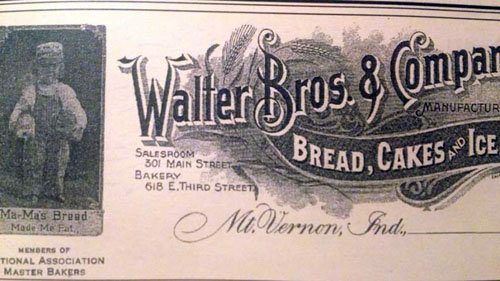 Walter Bros. & Compan
MANUFACTUR
BREAD, CAKES AND ICE
SALESROOM
301 MAIN STREET
BAKERY
618 E. THIRD STREET
Ma-Ma's Bread
Made Me Fat
MEMBERS OF
TIONAL ASSOCIATION
MASTER BAKERS
Mt. Vernon, Ind.,